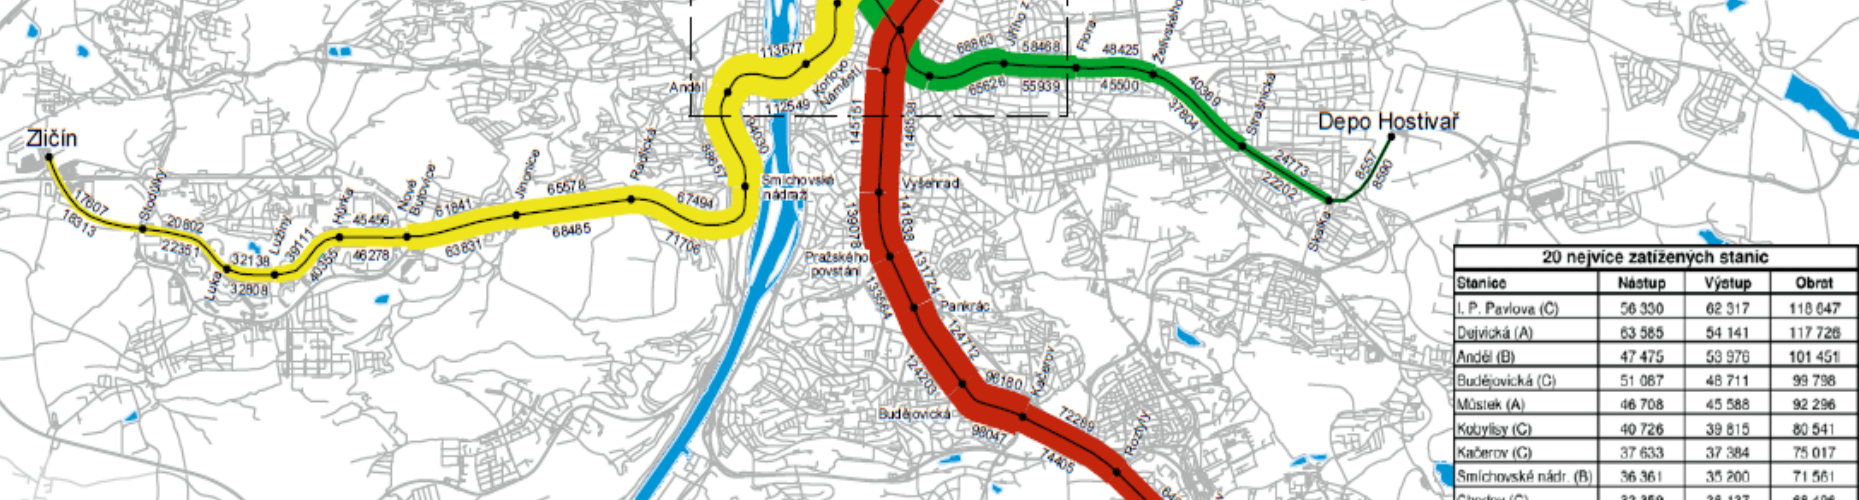 Zličín
17607
18313
Stodůlky
20802
22351
Luka
32138
32808
Lužiny
39111
40355
Hůrka
45456
46278
Nové
Butovice
61841
63831
Jinonice
65578
68485
Radlická
67494
71706
Smíchovské
nádraží
94030
Anděl
113677
112549
Karlovo
Náměstí
145151
Vyšehrad
141838
139078
Pražského
povstání
131724
133564
Pankrác
124712
124203
Budějovická
96180
98047
Kačerov
72289
74405
Roztyly
68863
65626
Jiřího z
58468
55939
Flora
48425
45500
Želivského
40369
37804
Strašnická
24773
22202
Skalka
8557
8590
Depo Hostivař
20 nejvíce zatížených stanic
Stanice Nástup Výstup Obrat
I. P. Pavlova (C) 56 330 62 317 118 647
Dejvická (A) 63 585 54 141 117 726
Anděl (B) 47 475 53 976 101 451
Budějovická (C) 51 087 48 711 99 798
Můstek (A) 46 708 45 588 92 296
Kobylisy (C) 40 726 39 815 80 541
Kačerov (C) 37 633 37 384 75 017
Smíchovské nádr. (B) 36 361 35 200 71 561